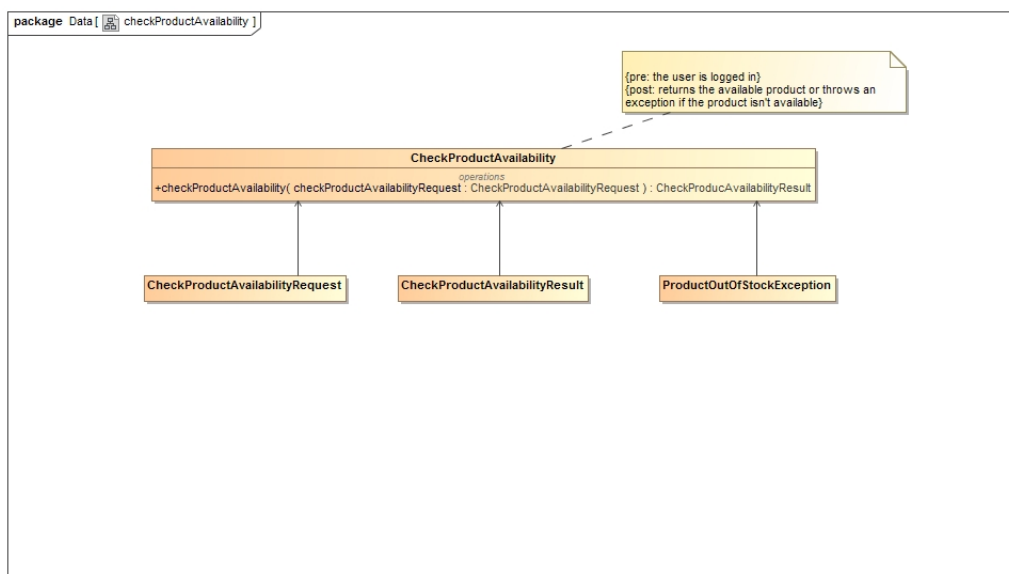 package Data [ checkProductAvailability ]
{pre: the user is logged in}
{post: returns the available product or throws an
exception if the product isn't available}
CheckProductAvailability
operations
+checkProductAvailability( checkProductAvailabilityRequest : CheckProductAvailabilityRequest ) : CheckProducAvailabilityResult
CheckProductAvailabilityRequest
CheckProductAvailabilityResult
ProductOutOfStockException